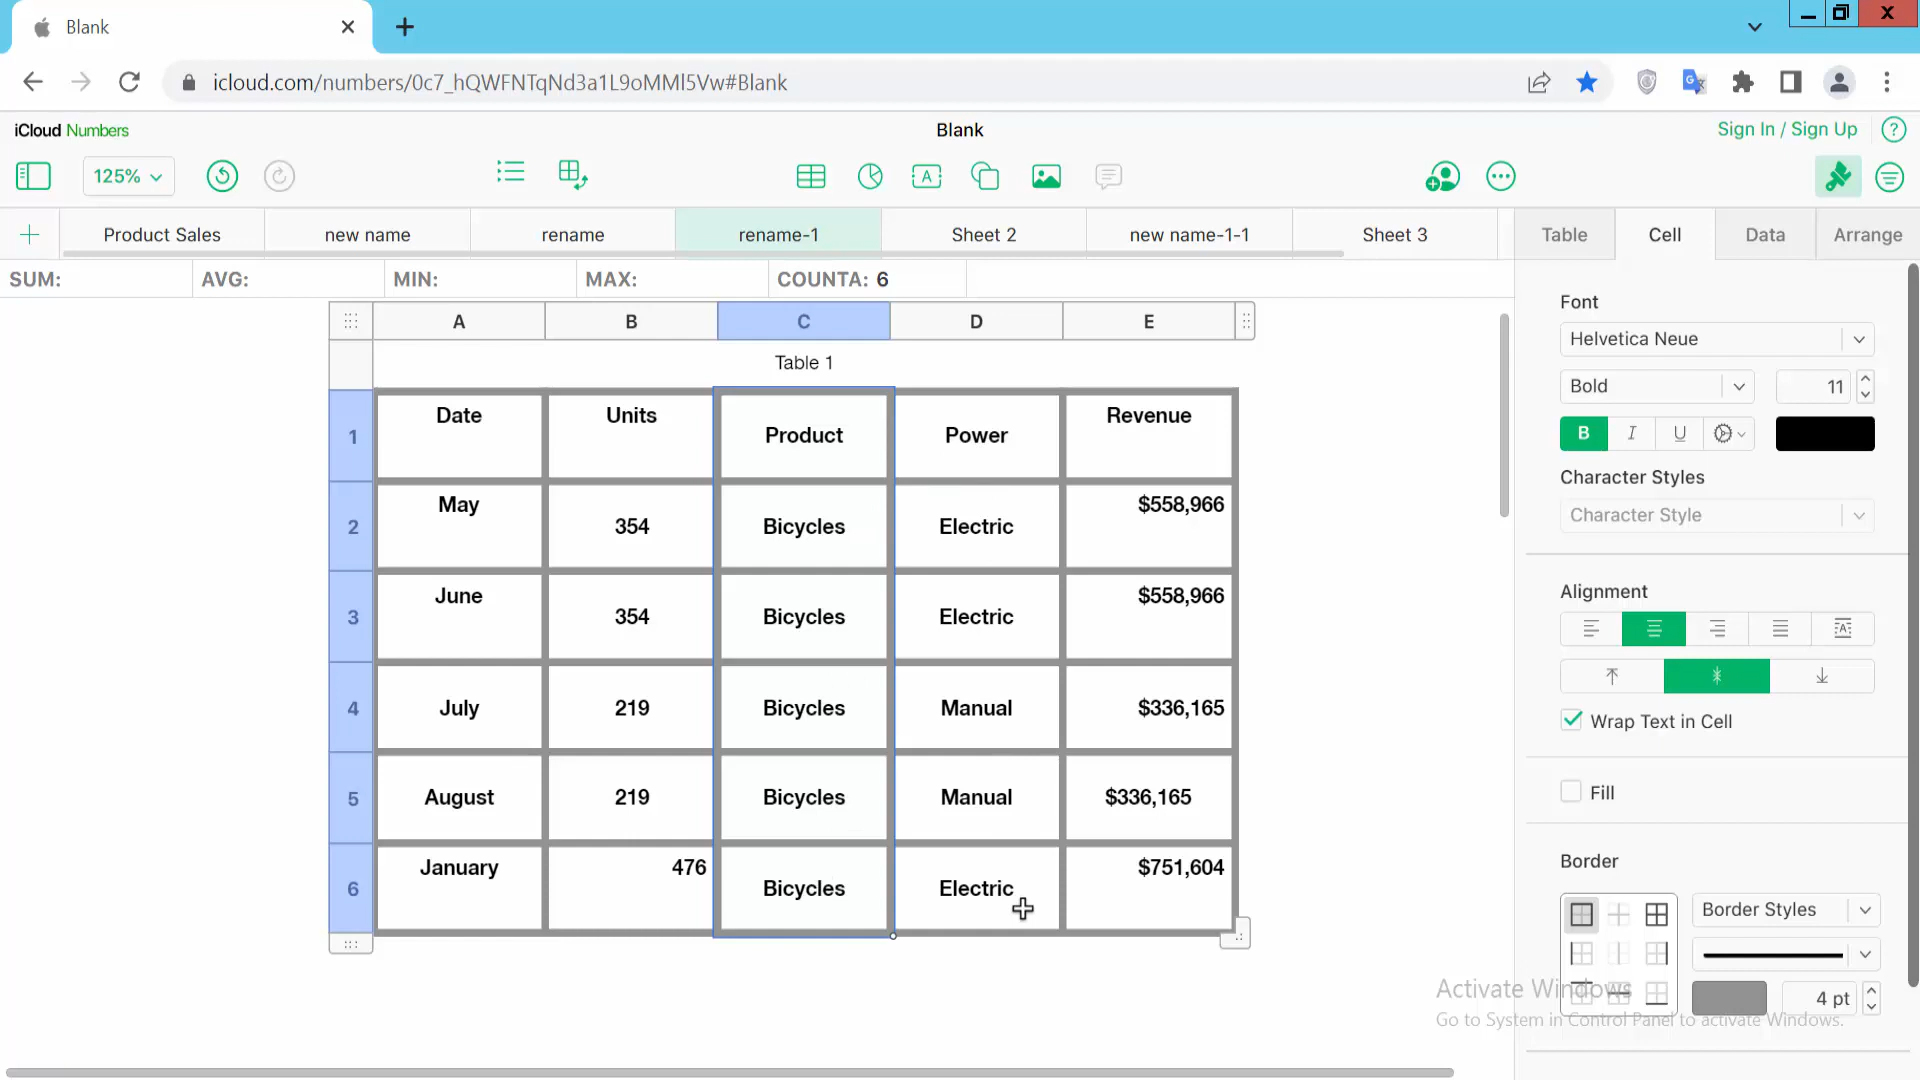 Blank
icloud.com/numbers/0c7_hQWFNTqNd3a1L9oMMl5Vw#Blank
iCloud Numbers
Blank
Sign In / Sign Up
?
125%
A
Product Sales
new name
rename
rename-1
Sheet 2
new name-1-1
Sheet 3
Table
Cell
Data
Arrange
SUM:
AVG:
MIN:
MAX:
COUNTA: 6
A B C D E
Table 1
1 Date Units Product Power Revenue
2 May 354 Bicycles Electric $558,966
3 June 354 Bicycles Electric $558,966
4 July 219 Bicycles Manual $336,165
5 August 219 Bicycles Manual $336,165
6 January 476 Bicycles Electric $751,604
Font
Helvetica Neue
Bold 11
B I U
Character Styles
Character Style
Alignment
A
Wrap Text in Cell
Fill
Border
Border Styles
4 pt
Activate Windows
Go to System in Control Panel to activate Windows.